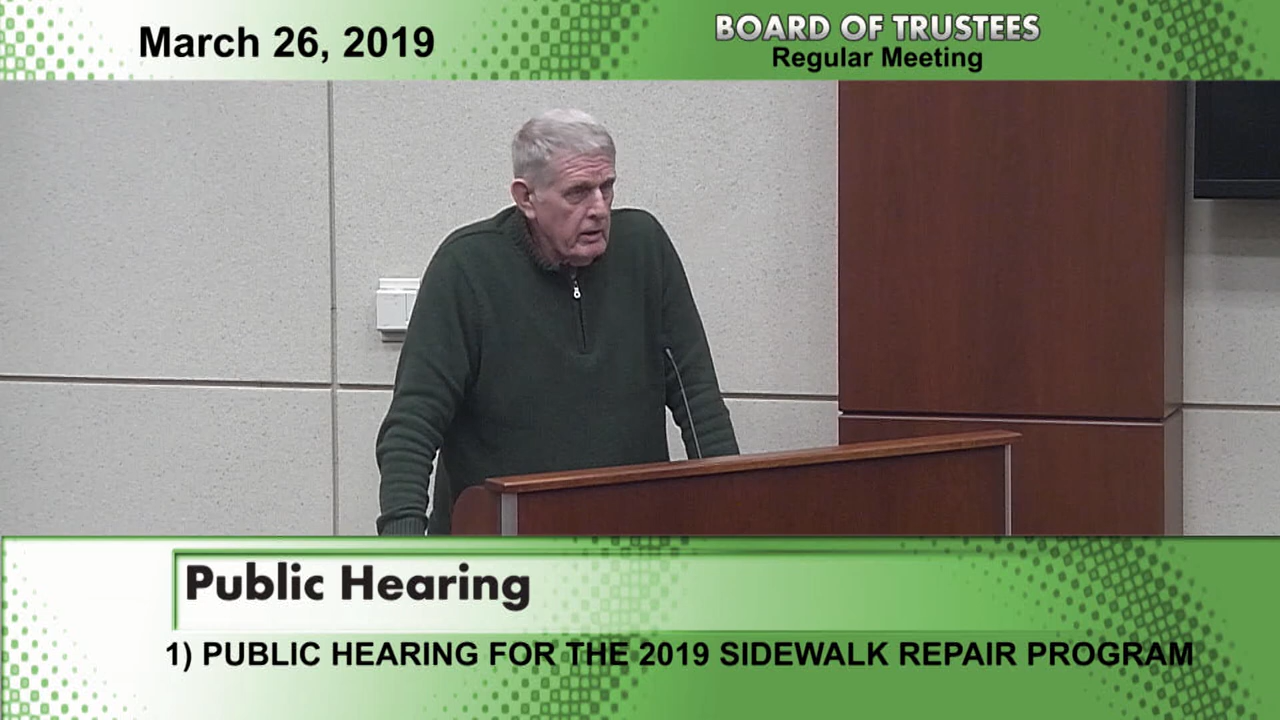 March 26, 2019
BOARD OF TRUSTEES
Regular Meeting
Public Hearing
1) PUBLIC HEARING FOR THE 2019 SIDEWALK REPAIR PROGRAM